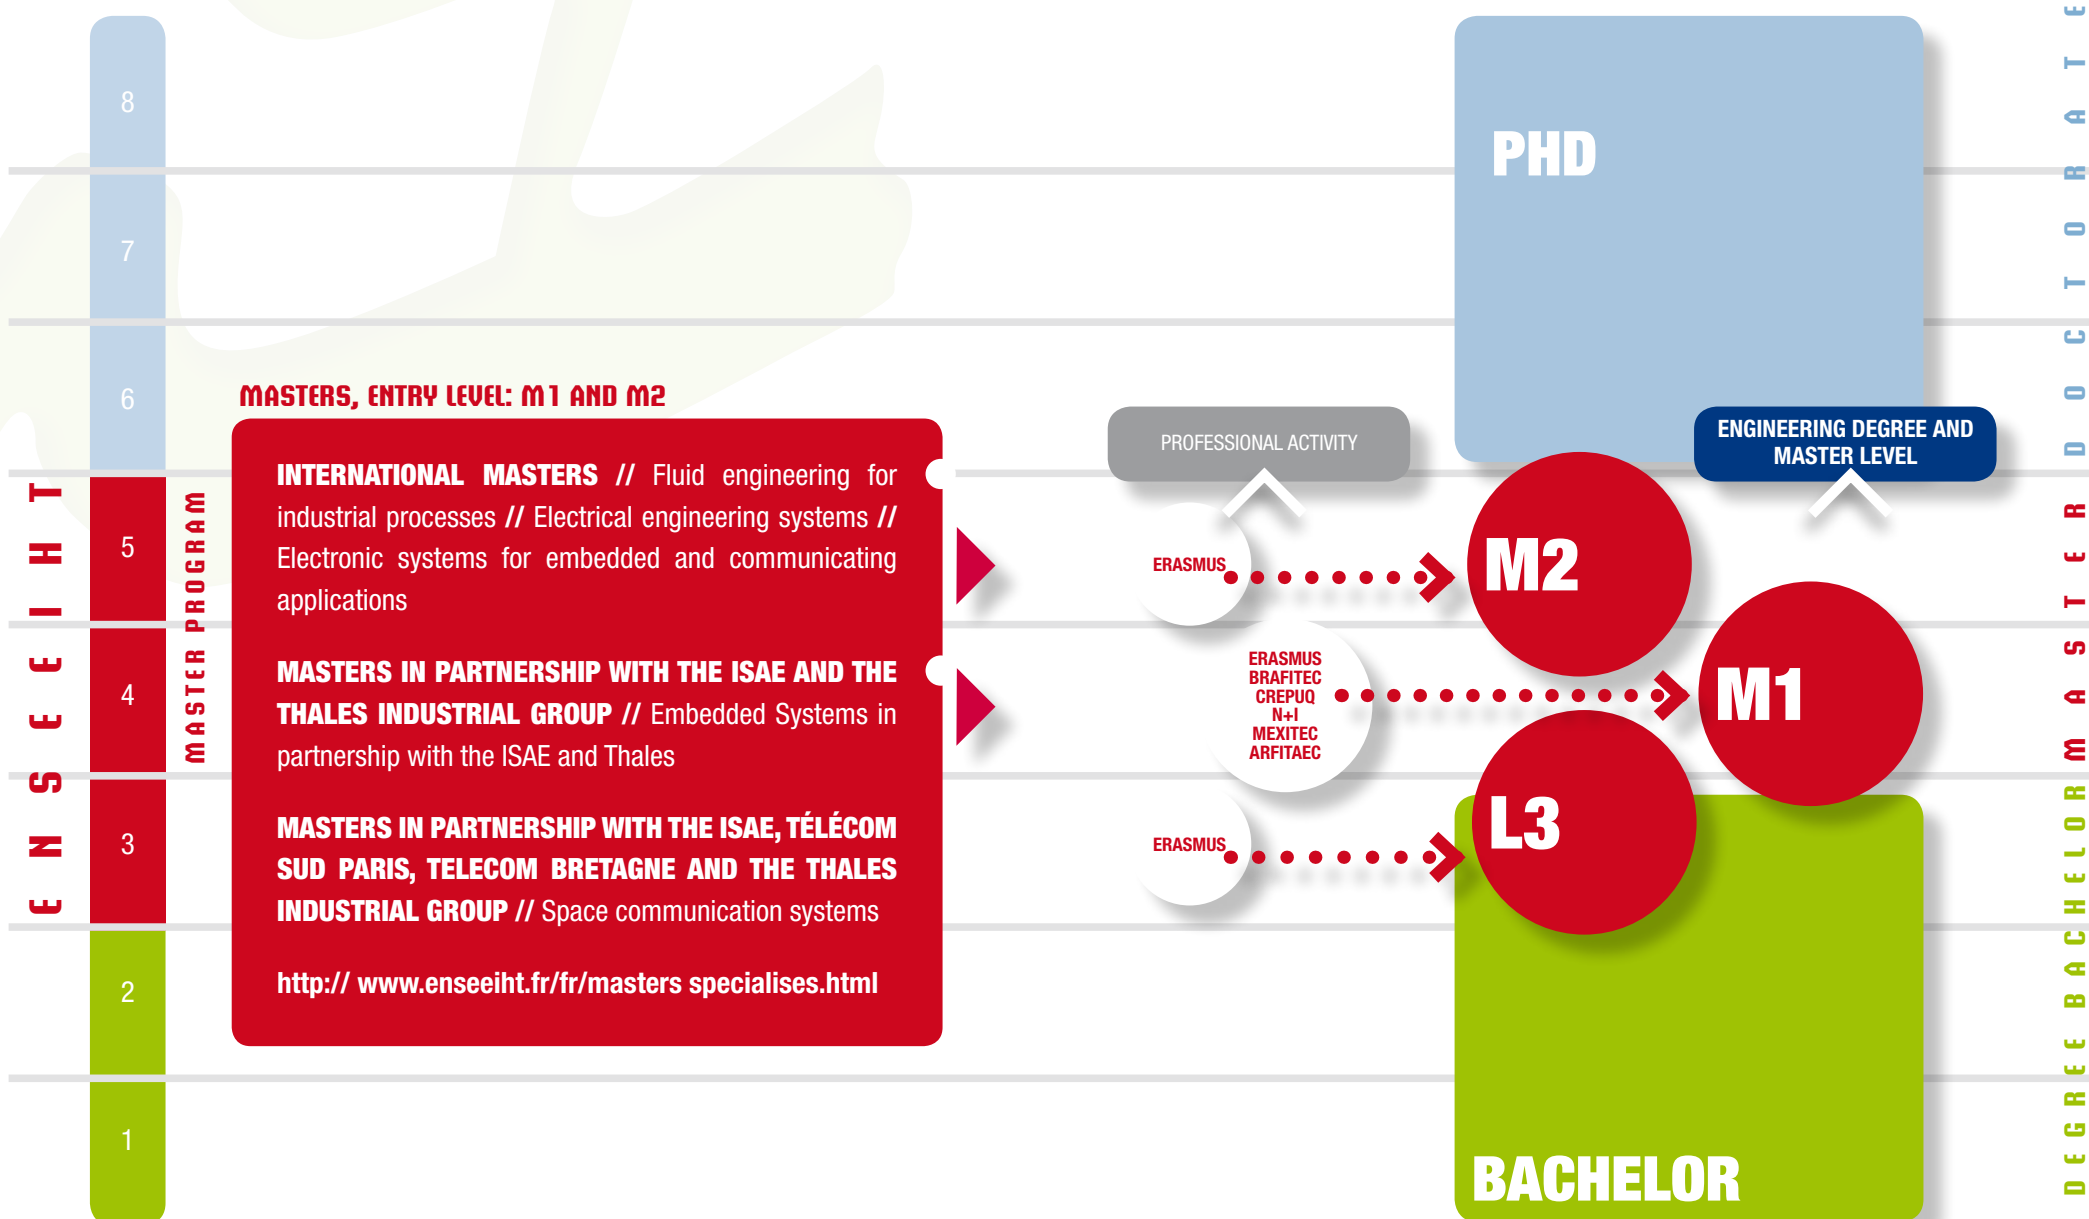 8
7
6
5
4
3
2
1
ENSEEIHT
MASTER PROGRAM
MASTERS, ENTRY LEVEL: M1 AND M2
INTERNATIONAL MASTERS // Fluid engineering for
industrial processes // Electrical engineering systems //
Electronic systems for embedded and communicating
applications
MASTERS IN PARTNERSHIP WITH THE ISAE AND THE
THALES INDUSTRIAL GROUP // Embedded Systems in
partnership with the ISAE and Thales
MASTERS IN PARTNERSHIP WITH THE ISAE, TÉLÉCOM
SUD PARIS, TELECOM BRETAGNE AND THE THALES
INDUSTRIAL GROUP // Space communication systems
http:// www.enseeiht.fr/fr/masters specialises.html
PROFESSIONAL ACTIVITY
ERASMUS
ERASMUS
BRAFITEC
CREPUQ
N+I
MEXITEC
ARFITAEC
ERASMUS
PHD
ENGINEERING DEGREE AND
MASTER LEVEL
M2
M1
L3
BACHELOR
DEGREE BACHELOR
MASTER
DOCTORATE